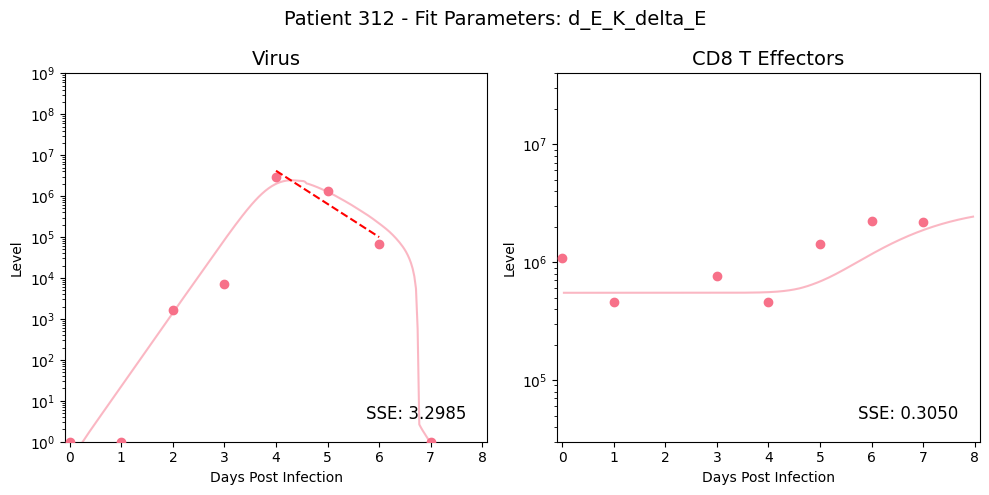 Patient 312 - Fit Parameters: d_E_K_delta_E
Virus
CD8 T Effectors
Level
10^9
10^8
10^7
10^6
10^5
10^4
10^3
10^2
10^1
10^0
SSE: 3.2985
0 1 2 3 4 5 6 7 8
Days Post Infection
Level
10^7
10^6
10^5
SSE: 0.3050
0 1 2 3 4 5 6 7 8
Days Post Infection